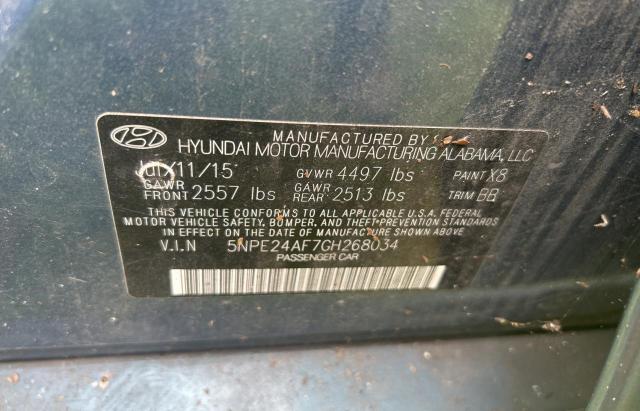 MANUFACTURED BY
HYUNDAI MOTOR MANUFACTURING ALABAMA, LLC
Jul/11/15 GVWR 4497 lbs PAINT X8
GAWR FRONT 2557 lbs GAWR REAR 2513 lbs TRIM BB
THIS VEHICLE CONFORMS TO ALL APPLICABLE U.S.A. FEDERAL
MOTOR VEHICLE SAFETY, BUMPER, AND THEFT PREVENTION STANDARDS
IN EFFECT ON THE DATE OF MANUFACTURE SHOWN ABOVE.
V.I.N 5NPE24AF7GH268034
PASSENGER CAR